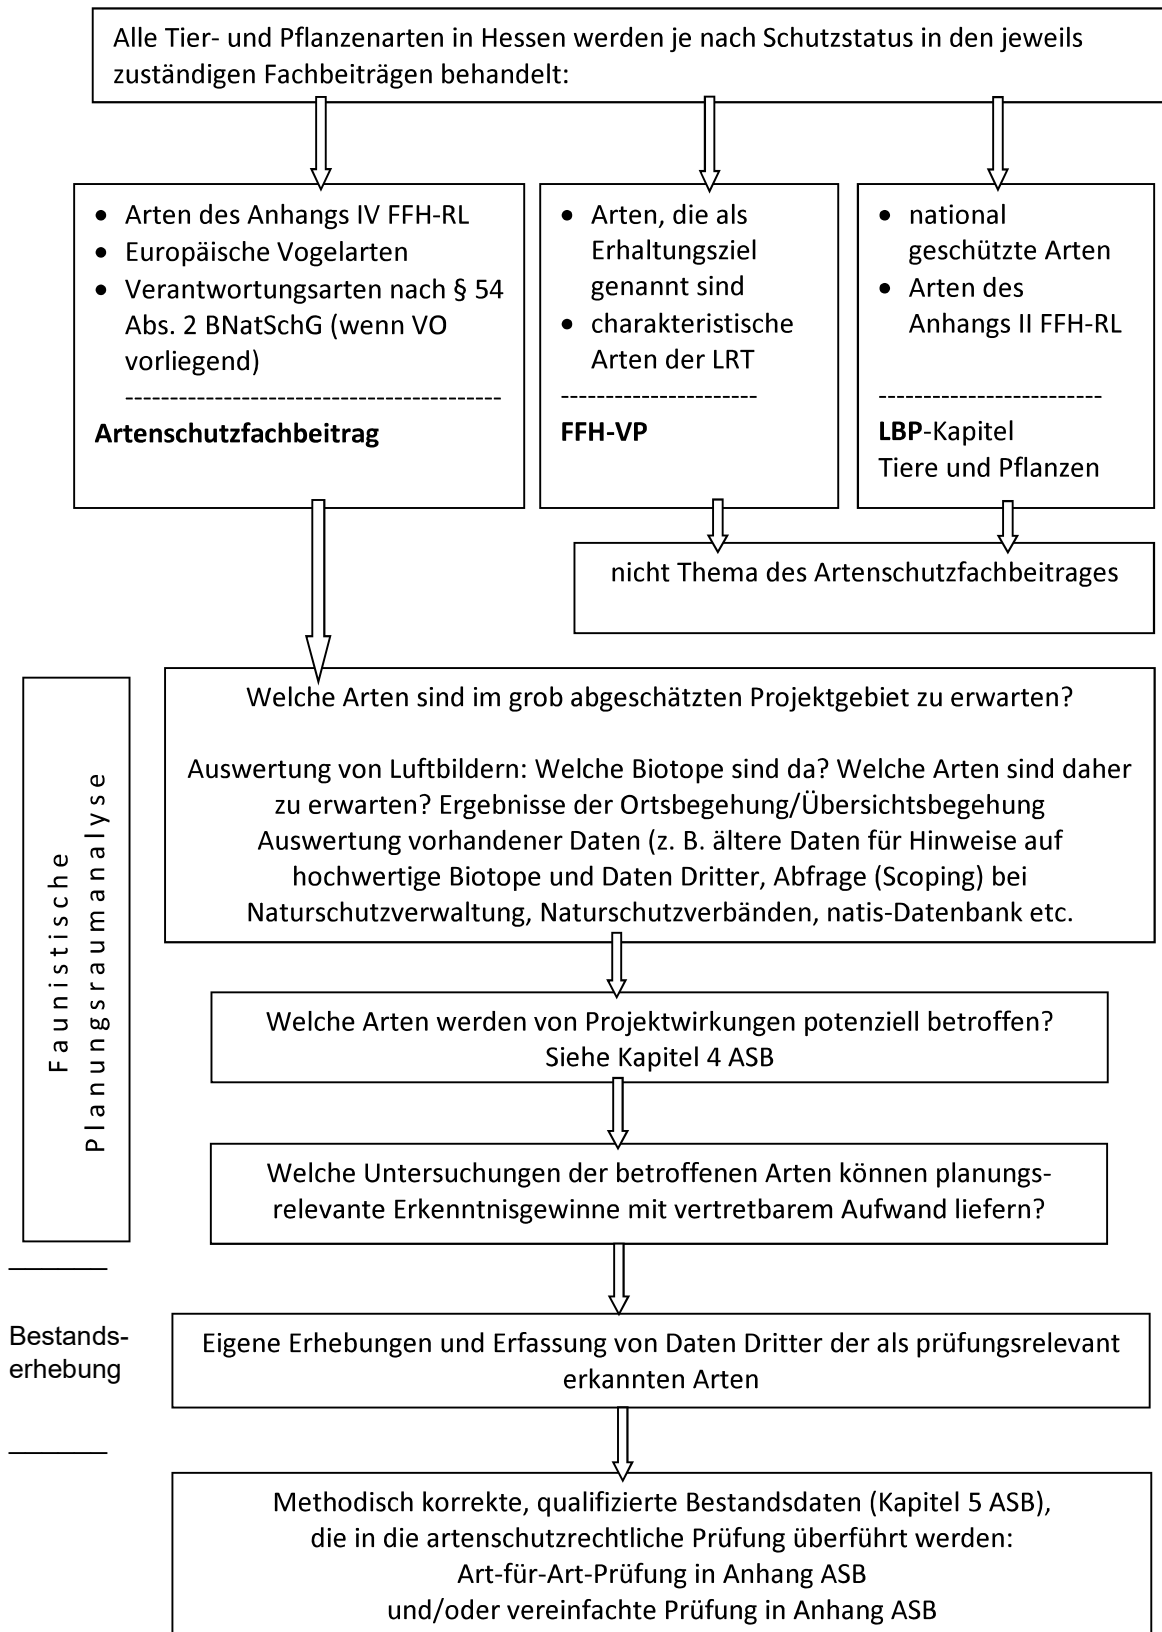 Alle Tier- und Pflanzenarten in Hessen werden je nach Schutzstatus in den jeweils
zuständigen Fachbeiträgen behandelt:
• Arten des Anhangs IV FFH-RL
• Europäische Vogelarten
• Verantwortungsarten nach § 54
Abs. 2 BNatSchG (wenn VO
vorliegend)
------------------------------------------
Artenschutzfachbeitrag
• Arten, die als
Erhaltungsziel
genannt sind
• charakteristische
Arten der LRT
----------------------
FFH-VP
• national
geschützte Arten
• Arten des
Anhangs II FFH-RL
-------------------------
LBP-Kapitel
Tiere und Pflanzen
nicht Thema des Artenschutzfachbeitrages
Faunistische
Planungsraumanalyse
Welche Arten sind im grob abgeschätzten Projektgebiet zu erwarten?
Auswertung von Luftbildern: Welche Biotope sind da? Welche Arten sind daher
zu erwarten? Ergebnisse der Ortsbegehung/Übersichtsbegehung
Auswertung vorhandener Daten (z. B. ältere Daten für Hinweise auf
hochwertige Biotope und Daten Dritter, Abfrage (Scoping) bei
Naturschutzverwaltung, Naturschutzverbänden, natis-Datenbank etc.
Welche Arten werden von Projektwirkungen potenziell betroffen?
Siehe Kapitel 4 ASB
Welche Untersuchungen der betroffenen Arten können planungs-
relevante Erkenntnisgewinne mit vertretbarem Aufwand liefern?
Bestands-
erhebung
Eigene Erhebungen und Erfassung von Daten Dritter der als prüfungsrelevant
erkannten Arten
Methodisch korrekte, qualifizierte Bestandsdaten (Kapitel 5 ASB),
die in die artenschutzrechtliche Prüfung überführt werden:
Art-für-Art-Prüfung in Anhang ASB
und/oder vereinfachte Prüfung in Anhang ASB